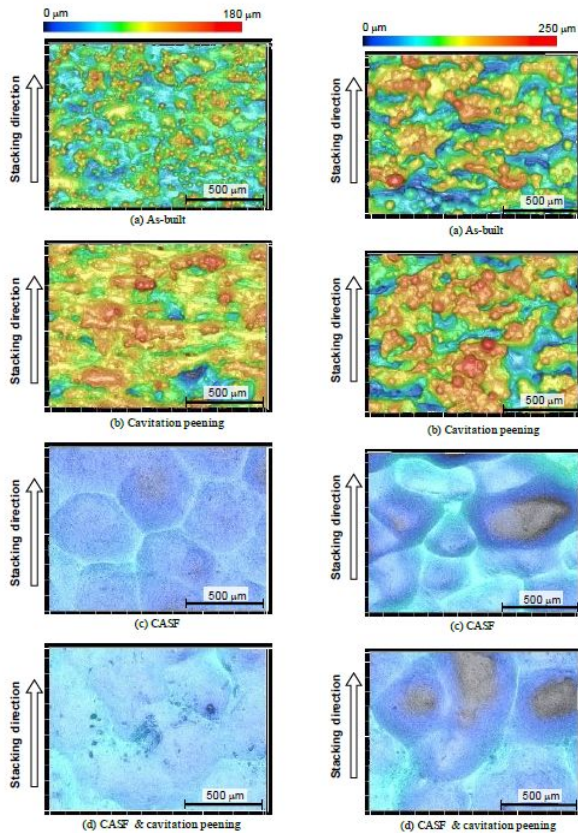 0 µm 180 µm
Stacking direction
500 µm
(a) As-built
Stacking direction
500 µm
(b) Cavitation peening
Stacking direction
500 µm
(c) CASF
Stacking direction
500 µm
(d) CASF & cavitation peening
0 µm 250 µm
Stacking direction
500 µm
(a) As-built
Stacking direction
500 µm
(b) Cavitation peening
Stacking direction
500 µm
(c) CASF
Stacking direction
500 µm
(d) CASF & cavitation peening